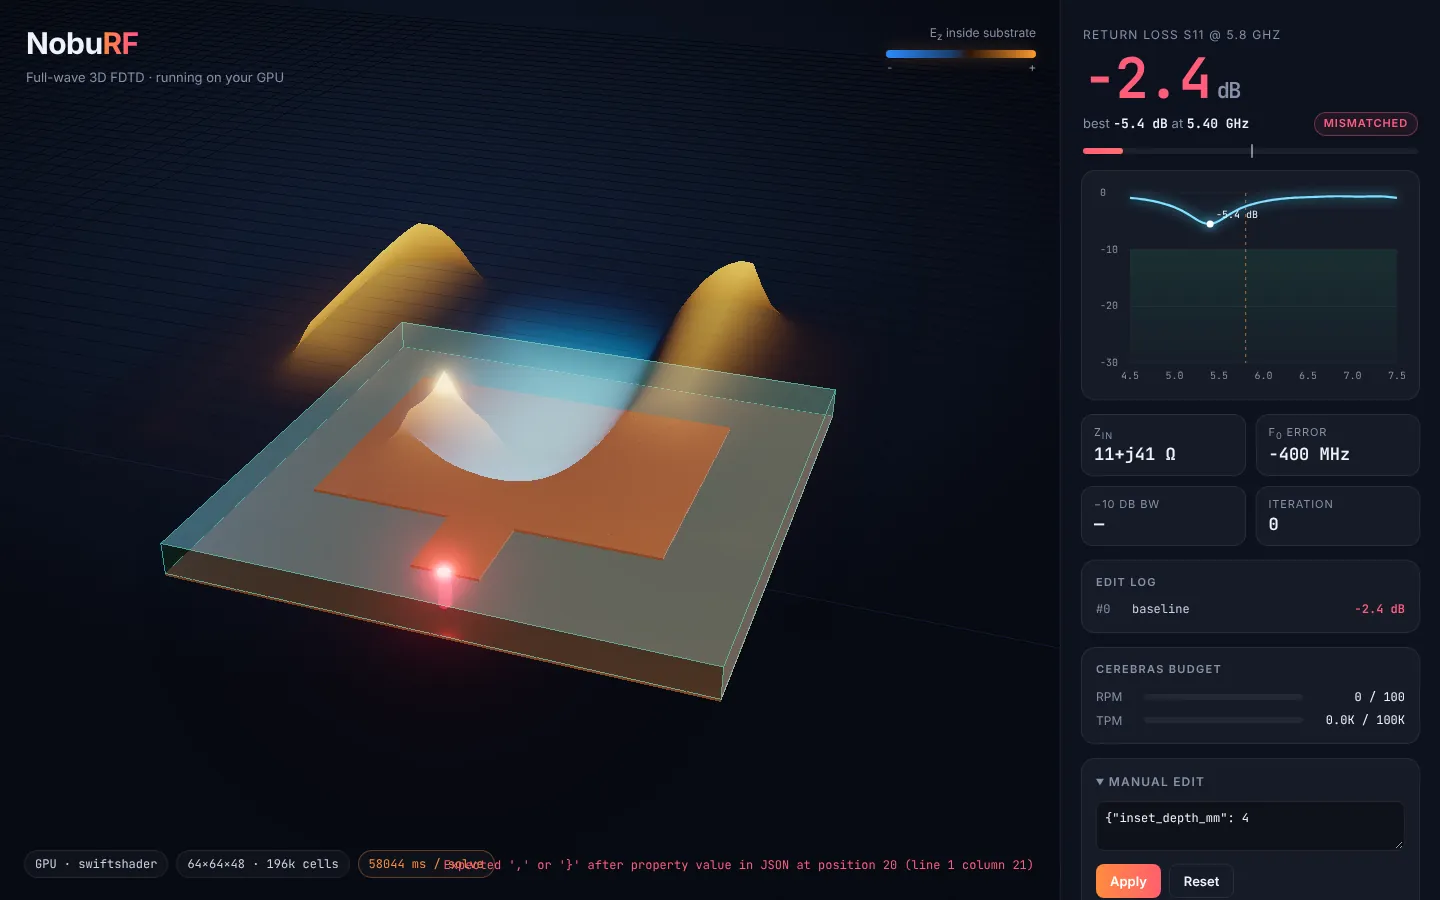 NobuRF
Full-wave 3D FDTD · running on your GPU
Ez inside substrate
- +
RETURN LOSS S11 @ 5.8 GHZ
-2.4 dB
best -5.4 dB at 5.40 GHz
MISMATCHED
0
-5.4 dB
-10
-20
-30
4.5 5.0 5.5 6.0 6.5 7.0 7.5
ZIN
11+j41 Ω
F0 ERROR
-400 MHz
−10 DB BW
—
ITERATION
0
EDIT LOG
#0 baseline -2.4 dB
CEREBRAS BUDGET
RPM 0 / 100
TPM 0.0K / 100K
▼ MANUAL EDIT
{"inset_depth_mm": 4
Apply Reset
GPU · swiftshader
64×64×48 · 196k cells
58044 ms / solve
Expected ',' or '}' after property value in JSON at position 20 (line 1 column 21)